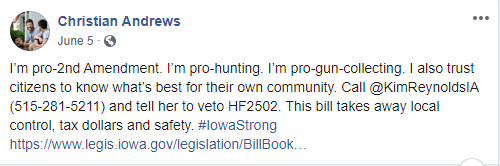 Christian Andrews
June 5 ·
I'm pro-2nd Amendment. I'm pro-hunting. I'm pro-gun-collecting. I also trust
citizens to know what's best for their own community. Call @KimReynoldsIA
(515-281-5211) and tell her to veto HF2502. This bill takes away local
control, tax dollars and safety. #IowaStrong
https://www.legis.iowa.gov/legislation/BillBook…